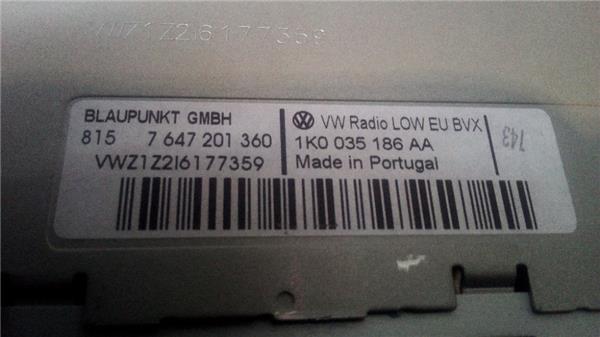 VWZ1Z2I6177359
BLAUPUNKT GMBH
815 7 647 201 360
VWZ1Z2I6177359
VW Radio LOW EU BVX
1K0 035 186 AA
Made in Portugal
743